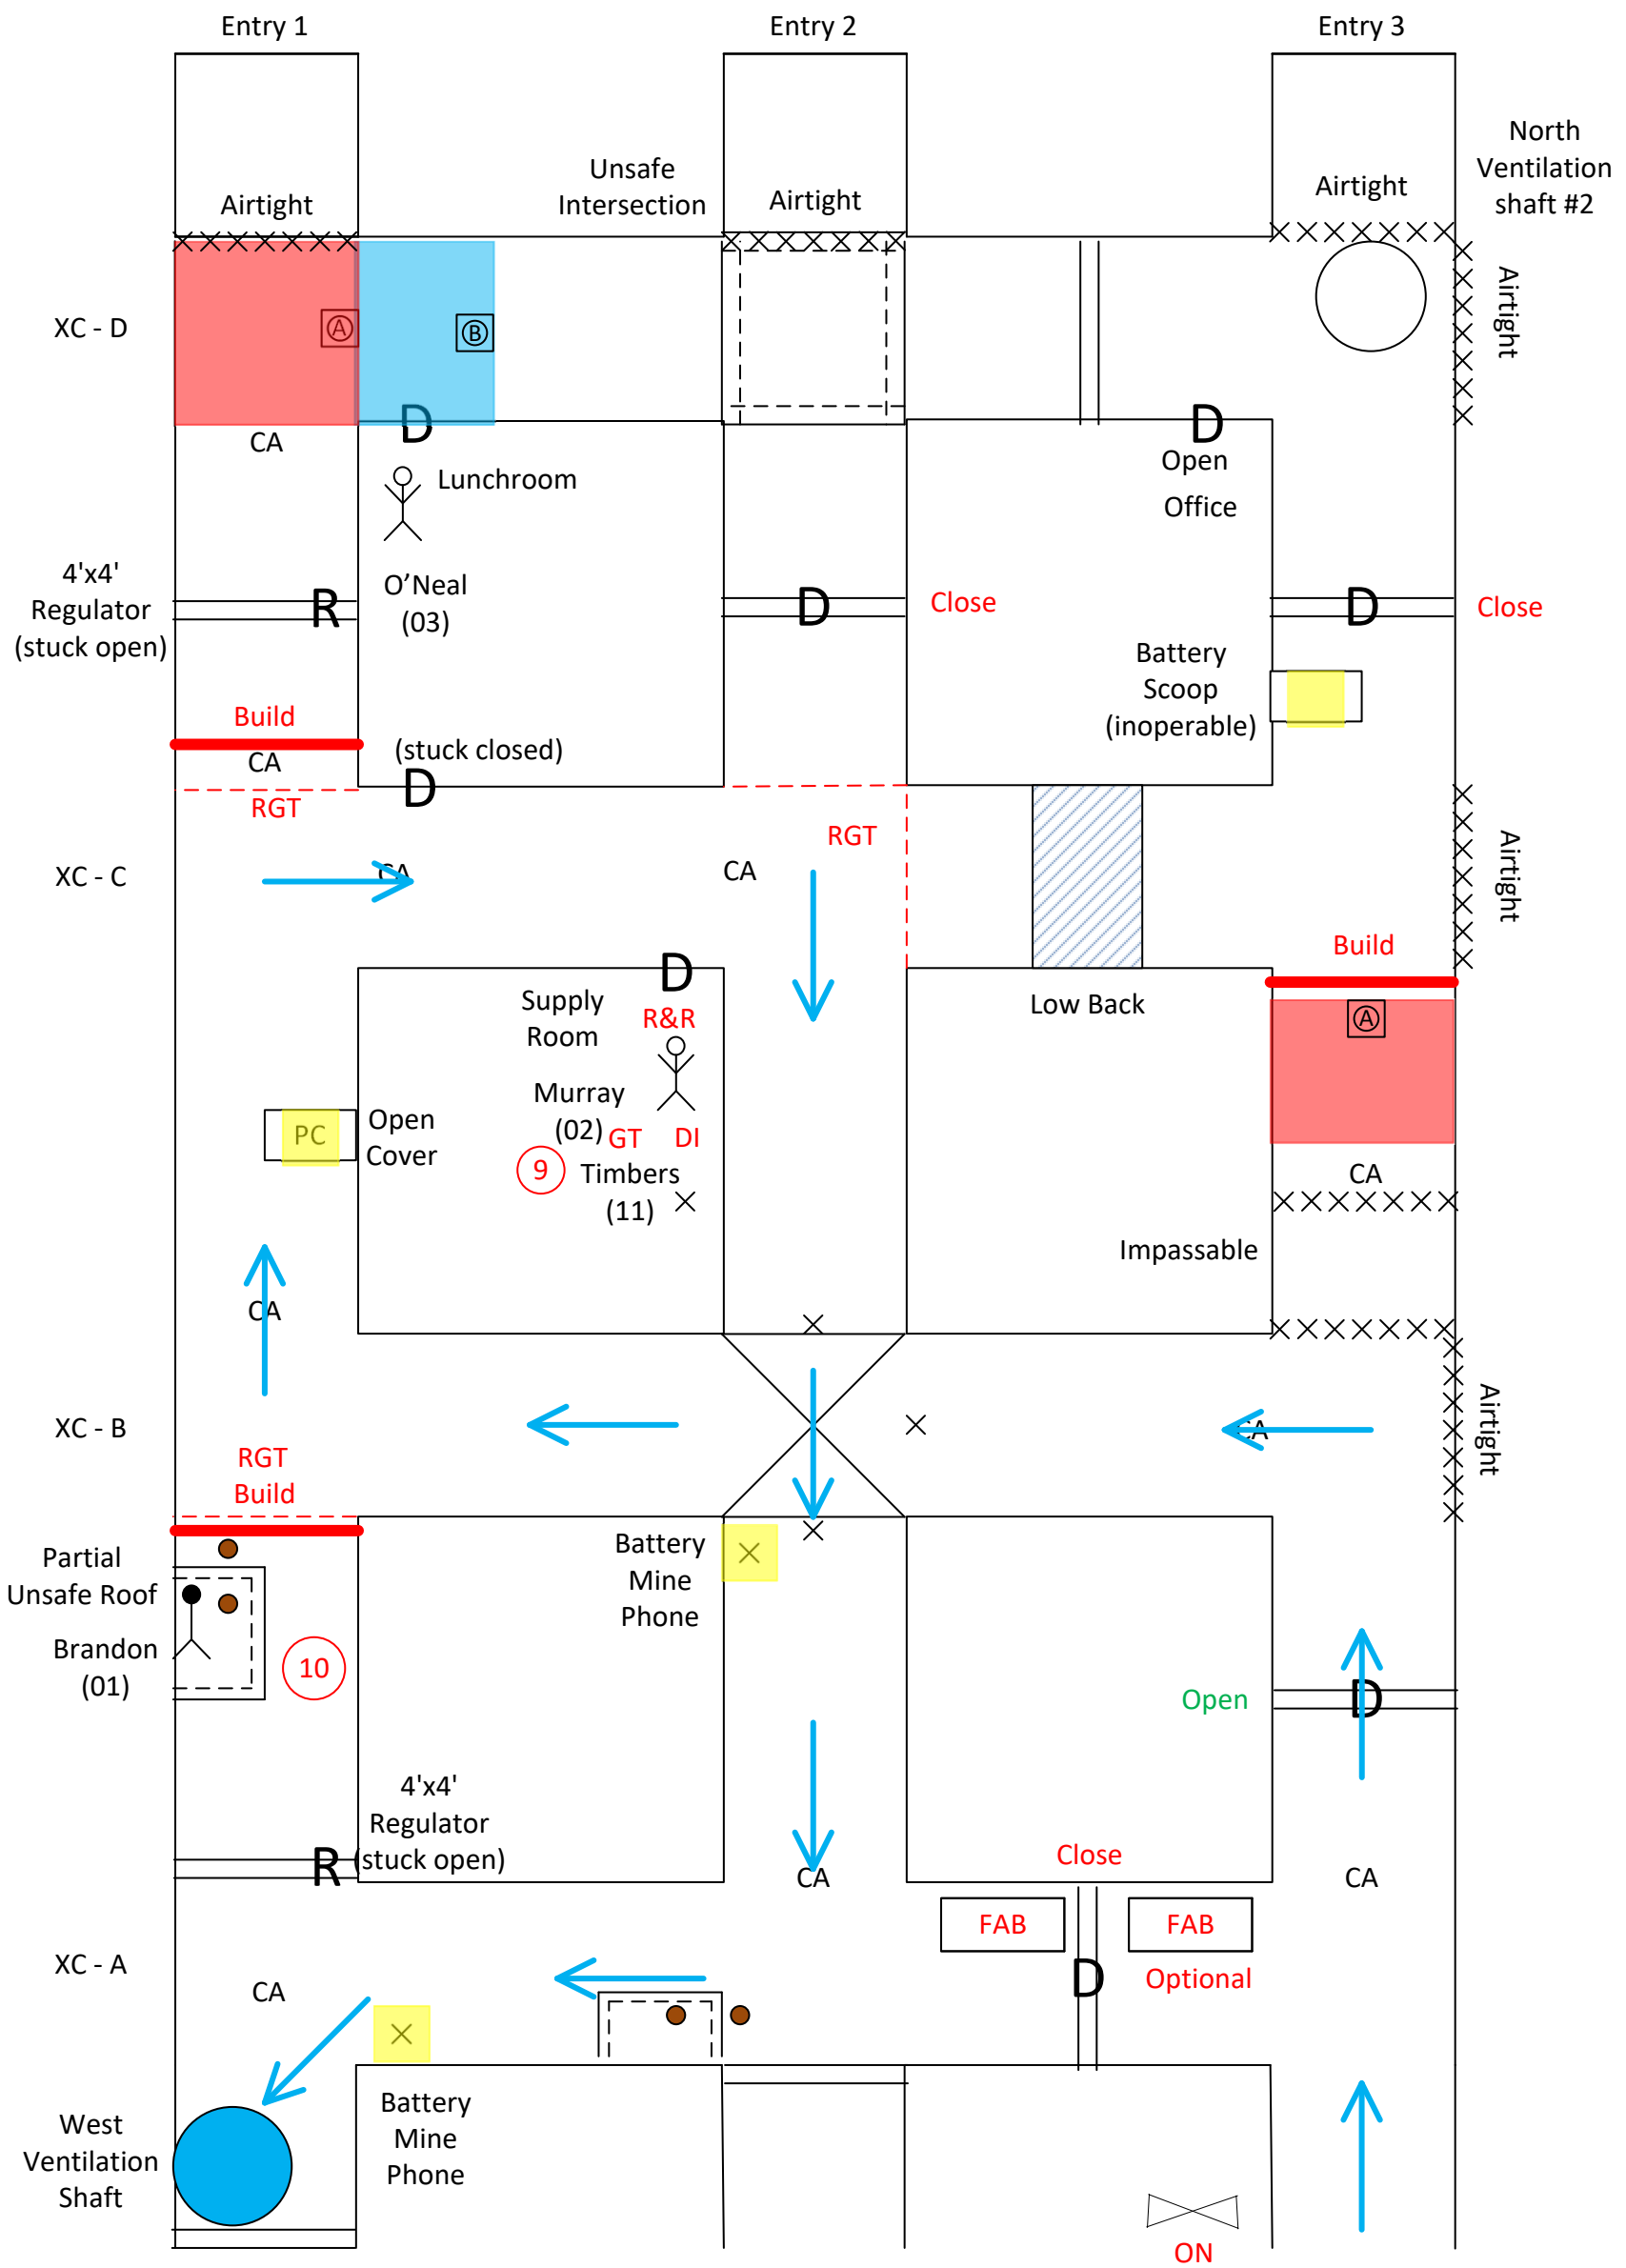 Entry 1
Entry 2
Entry 3
North
Ventilation
shaft #2
Unsafe
Intersection
Airtight
Airtight
Airtight
Airtight
XC - D
Ⓐ
Ⓑ
CA
D
D
Open
Office
Lunchroom
4'x4'
Regulator
(stuck open)
R
O’Neal
(03)
D
Close
D
Close
Battery
Scoop
(inoperable)
Build
CA
(stuck closed)
D
RGT
RGT
XC - C
CA
CA
Airtight
D
Build
Supply
Room
R&R
Low Back
Ⓐ
Murray
(02)
GT
DI
9
Timbers
(11)
PC
Open
Cover
CA
Impassable
CA
XC - B
CA
Airtight
RGT
Build
Partial
Unsafe Roof
Brandon
(01)
10
Battery
Mine
Phone
Open
D
4'x4'
Regulator
(stuck open)
R
Close
CA
CA
FAB
FAB
XC - A
CA
D
Optional
West
Ventilation
Shaft
Battery
Mine
Phone
ON